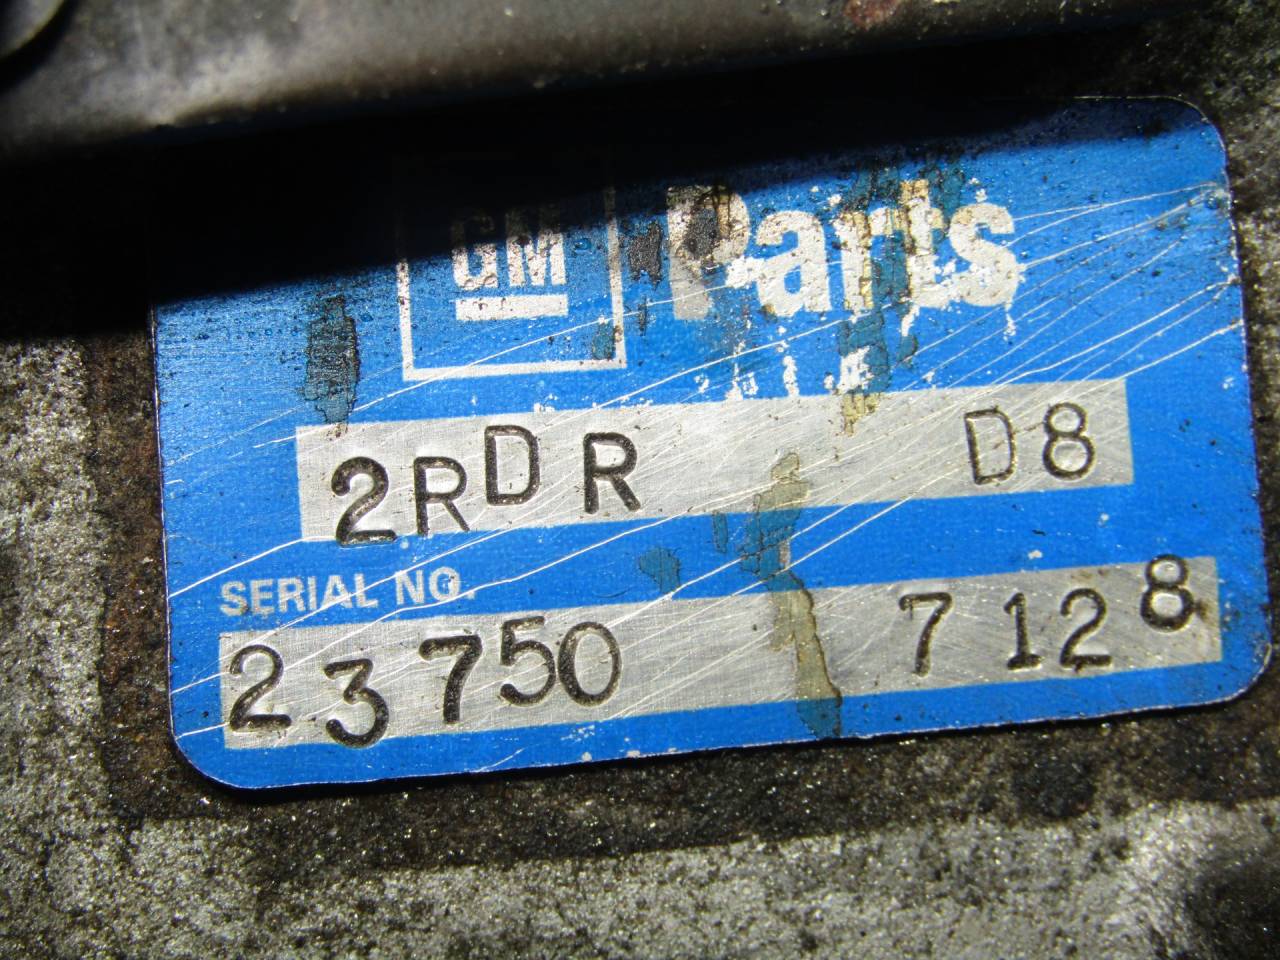 GM Parts
2RDR D8
SERIAL NO.
23750 7128